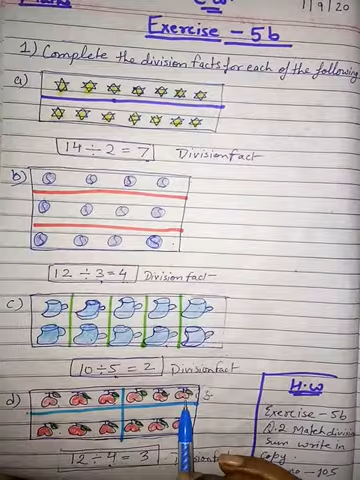 C.W
1/9/20
Exercise - 5b
1) Complete the division facts for each of the following
a)
14 ÷ 2 = 7 Division fact
b)
12 ÷ 3 = 4 Division fact
c)
10 ÷ 5 = 2 Division fact
d)
12 ÷ 4 = 3
H.W
Exercise - 5b
Q.2 Match division
sum write in
copy.
no - 105